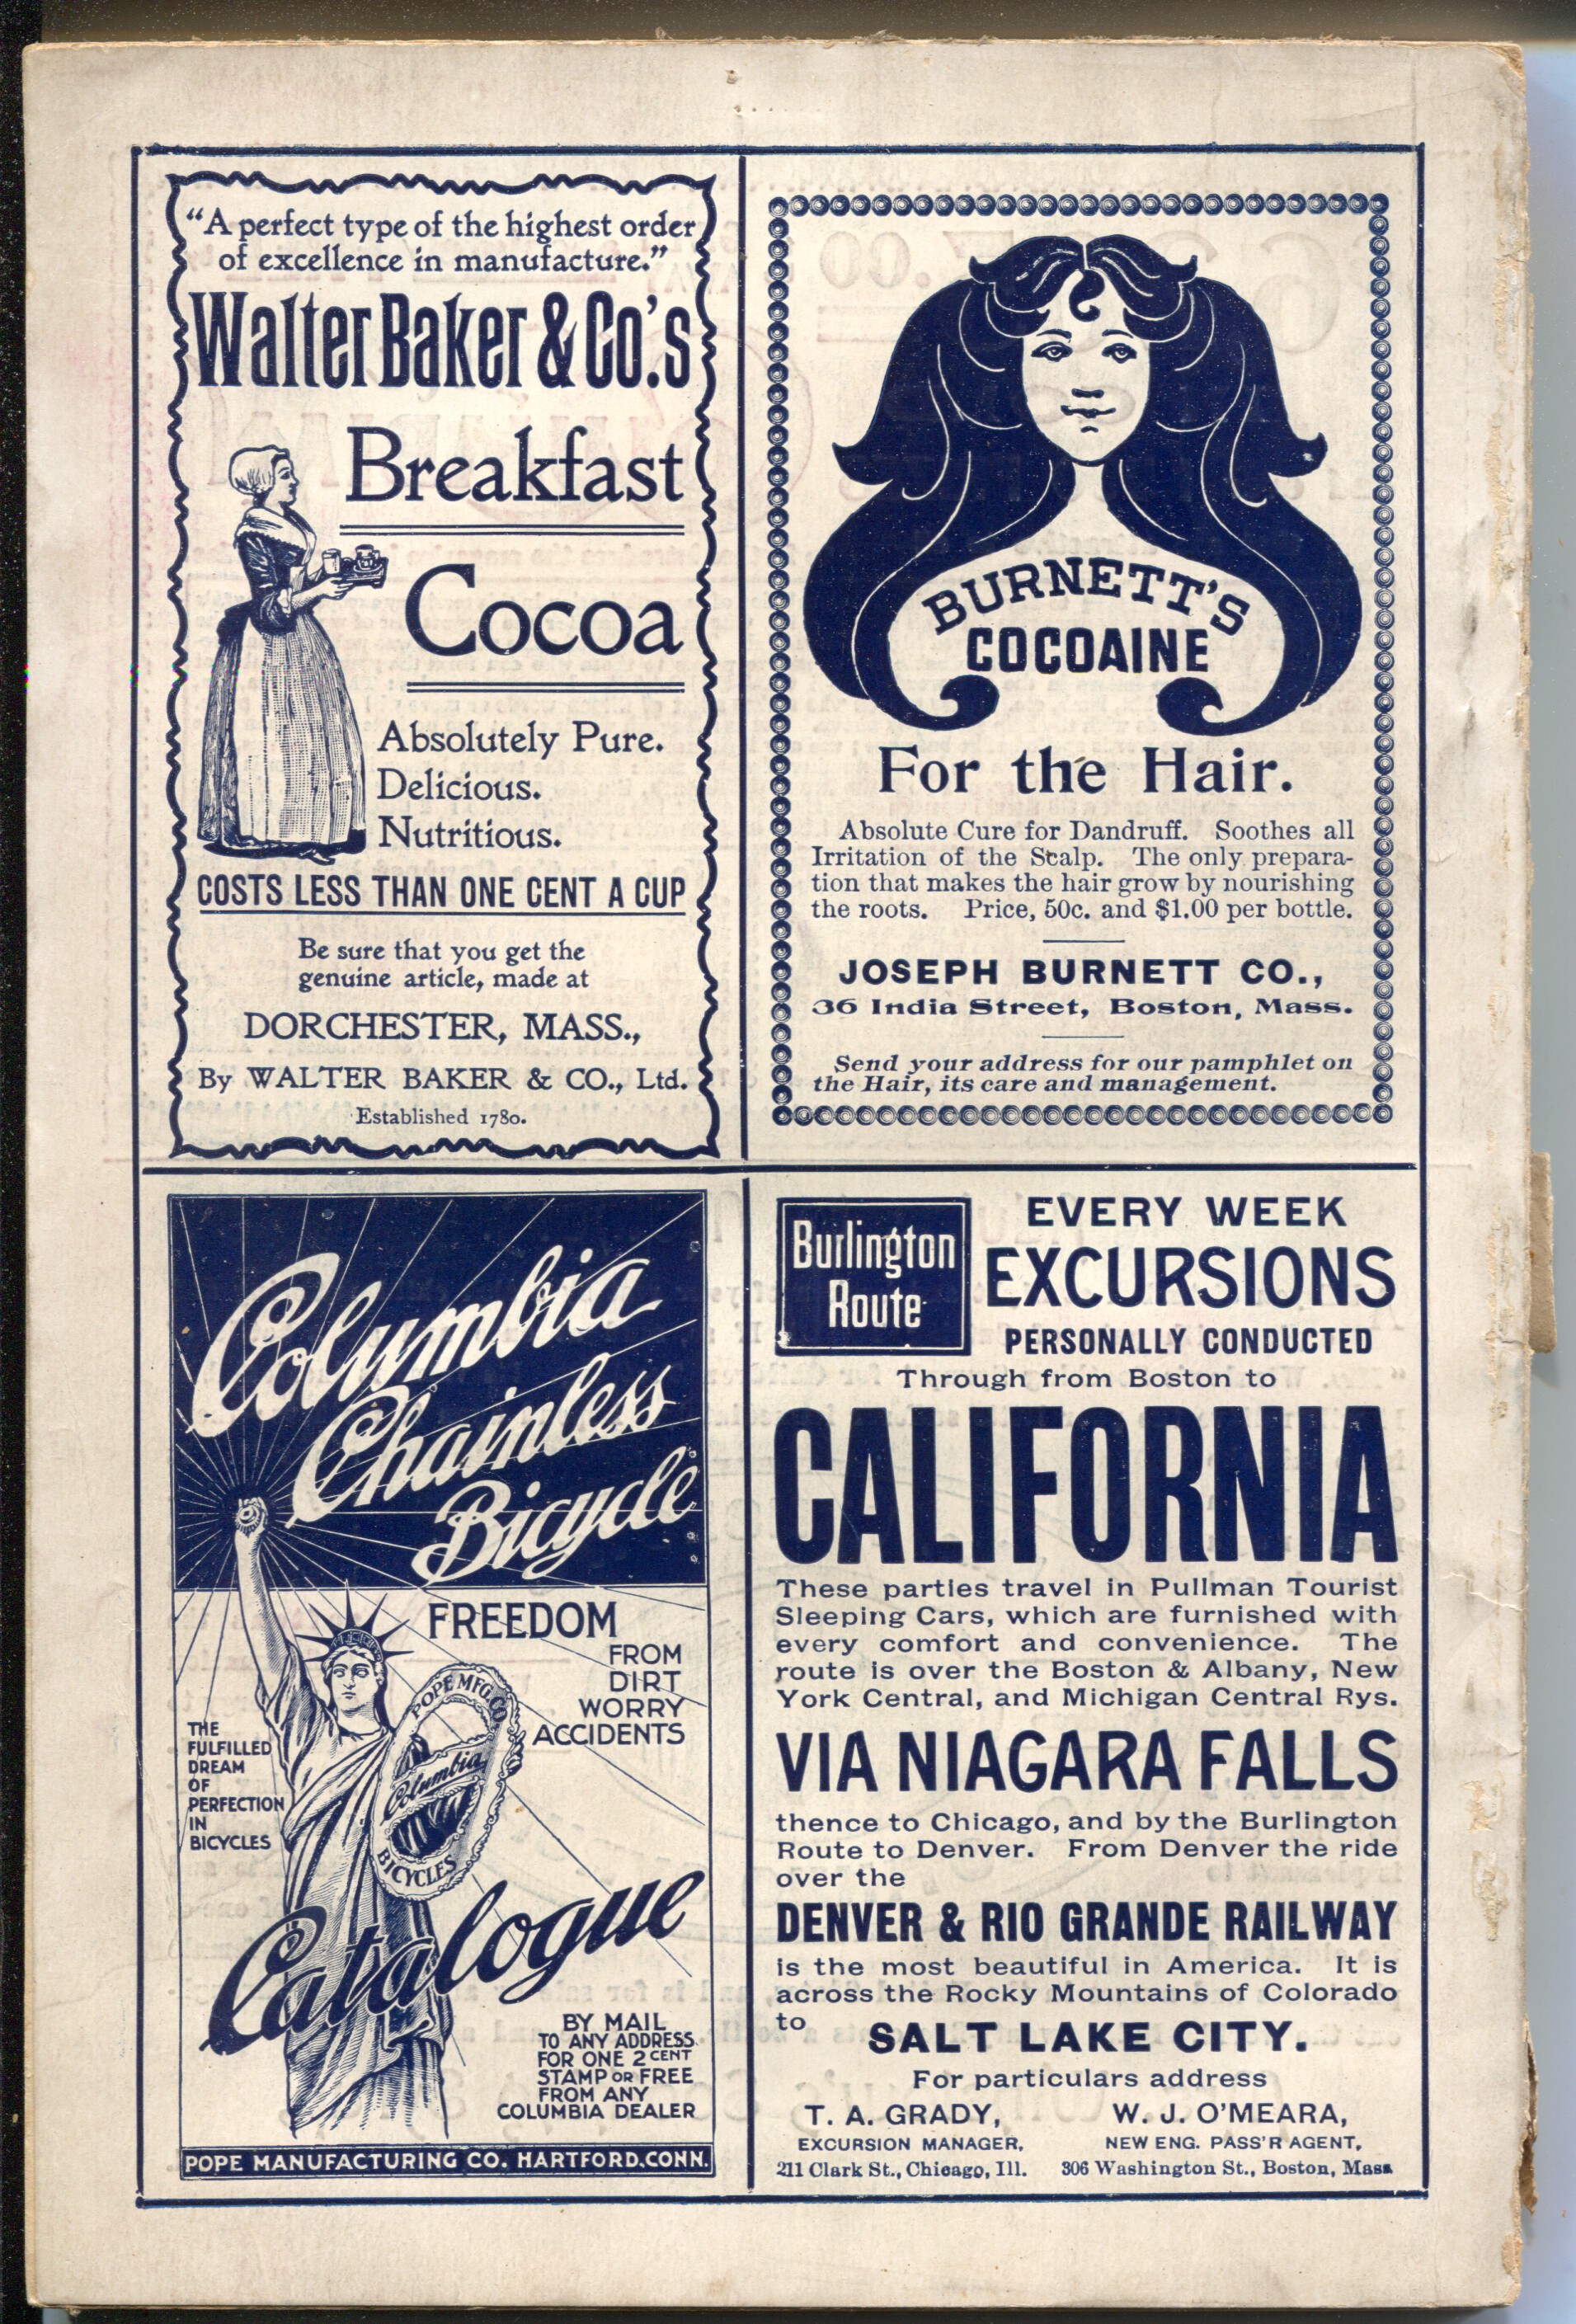 "A perfect type of the highest order
of excellence in manufacture."
Walter Baker & Co.'s
Breakfast
Cocoa
Absolutely Pure.
Delicious.
Nutritious.
COSTS LESS THAN ONE CENT A CUP
Be sure that you get the
genuine article, made at
DORCHESTER, MASS.,
By WALTER BAKER & CO., Ltd.
Established 1780.
BURNETT'S
COCOAINE
For the Hair.
Absolute Cure for Dandruff. Soothes all
Irritation of the Scalp. The only prepara-
tion that makes the hair grow by nourishing
the roots. Price, 50c. and $1.00 per bottle.
JOSEPH BURNETT CO.,
36 India Street, Boston, Mass.
Send your address for our pamphlet on
the Hair, its care and management.
Columbia
Chainless
Bicycle
FREEDOM
FROM
DIRT
WORRY
ACCIDENTS
THE
FULFILLED
DREAM
OF
PERFECTION
IN
BICYCLES
POPE MFG CO
Columbia
BICYCLES
Catalogue
BY MAIL
TO ANY ADDRESS
FOR ONE 2 CENT
STAMP OR FREE
FROM ANY
COLUMBIA DEALER
POPE MANUFACTURING CO. HARTFORD.CONN.
Burlington
Route
EVERY WEEK
EXCURSIONS
PERSONALLY CONDUCTED
Through from Boston to
CALIFORNIA
These parties travel in Pullman Tourist
Sleeping Cars, which are furnished with
every comfort and convenience. The
route is over the Boston & Albany, New
York Central, and Michigan Central Rys.
VIA NIAGARA FALLS
thence to Chicago, and by the Burlington
Route to Denver. From Denver the ride
over the
DENVER & RIO GRANDE RAILWAY
is the most beautiful in America. It is
across the Rocky Mountains of Colorado
to
SALT LAKE CITY.
For particulars address
T. A. GRADY,
EXCURSION MANAGER,
211 Clark St., Chicago, Ill.
W. J. O'MEARA,
NEW ENG. PASS'R AGENT,
306 Washington St., Boston, Mass